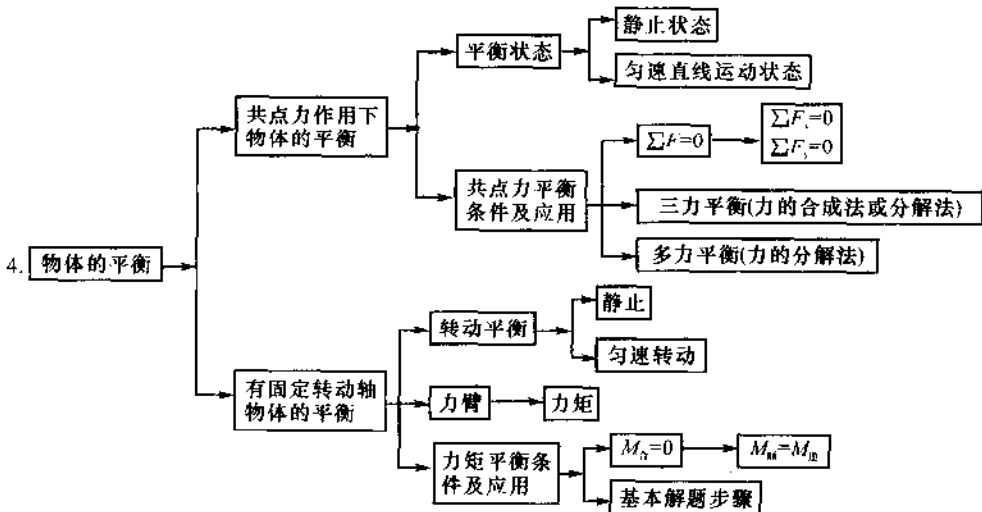 4. 物体的平衡
共点力作用下
物体的平衡
平衡状态
静止状态
匀速直线运动状态
共点力平衡
条件及应用
∑F=0
∑Fₓ=0
∑Fᵧ=0
三力平衡(力的合成法或分解法)
多力平衡(力的分解法)
有固定转动轴
物体的平衡
转动平衡
静止
匀速转动
力臂
力矩
力矩平衡条
件及应用
M合=0
M顺=M逆
基本解题步骤